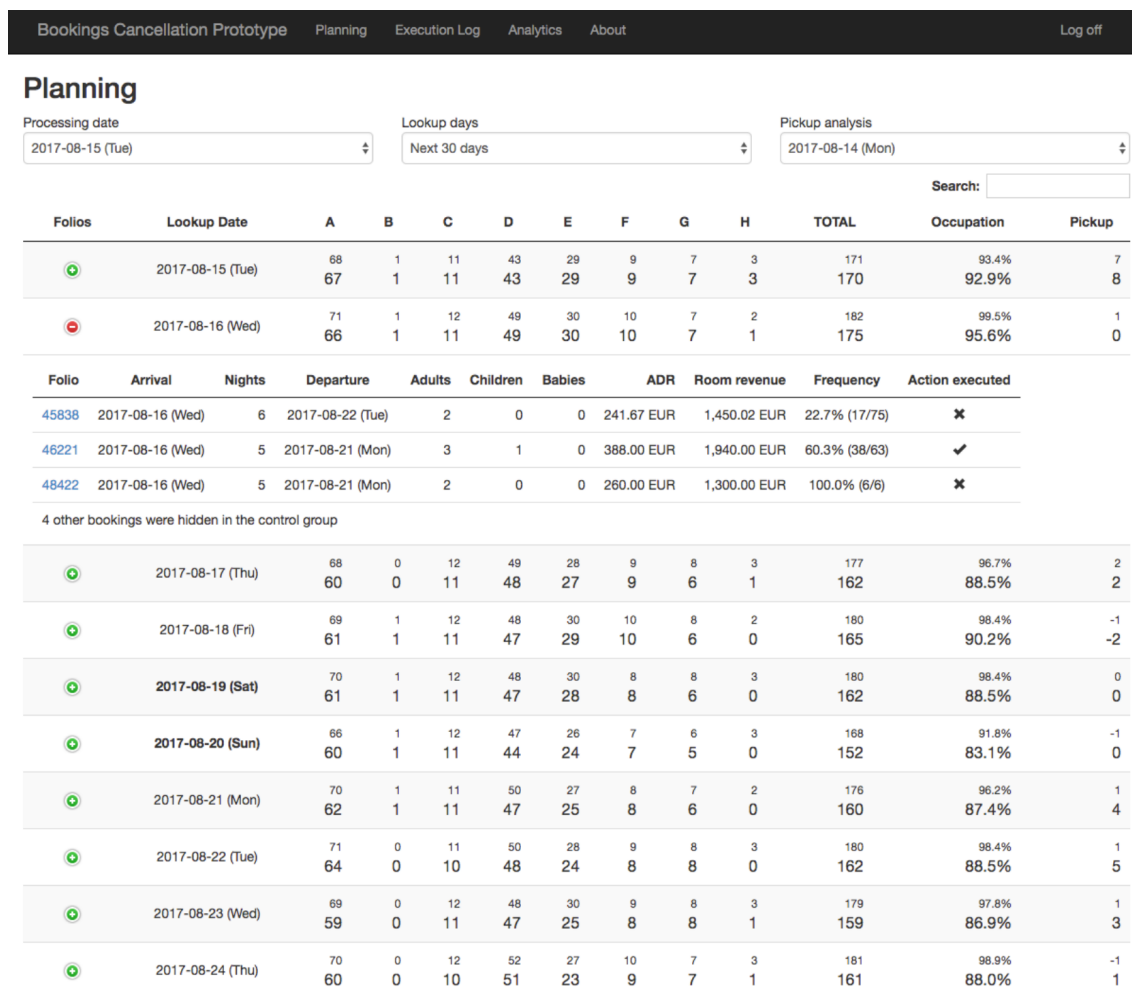 Bookings Cancellation Prototype Planning Execution Log Analytics About Log off
Planning
Processing date Lookup days Pickup analysis
2017-08-15 (Tue) Next 30 days 2017-08-14 (Mon)
Search:
Folios Lookup Date A B C D E F G H TOTAL Occupation Pickup
68 1 11 43 29 9 7 3 171 93.4% 7
2017-08-15 (Tue)
67 1 11 43 29 9 7 3 170 92.9% 8
71 1 12 49 30 10 7 2 182 99.5% 1
2017-08-16 (Wed)
66 1 11 49 30 10 7 1 175 95.6% 0
Folio Arrival Nights Departure Adults Children Babies ADR Room revenue Frequency Action executed
45838 2017-08-16 (Wed) 6 2017-08-22 (Tue) 2 0 0 241.67 EUR 1,450.02 EUR 22.7% (17/75) ✖
46221 2017-08-16 (Wed) 5 2017-08-21 (Mon) 3 1 0 388.00 EUR 1,940.00 EUR 60.3% (38/63) ✔
48422 2017-08-16 (Wed) 5 2017-08-21 (Mon) 2 0 0 260.00 EUR 1,300.00 EUR 100.0% (6/6) ✖
4 other bookings were hidden in the control group
68 0 12 49 28 9 8 3 177 96.7% 2
2017-08-17 (Thu)
60 0 11 48 27 9 6 1 162 88.5% 2
69 1 12 48 30 10 8 2 180 98.4% -1
2017-08-18 (Fri)
61 1 11 47 29 10 6 0 165 90.2% -2
70 1 12 48 30 8 8 3 180 98.4% 0
2017-08-19 (Sat)
61 1 11 47 28 8 6 0 162 88.5% 0
66 1 12 47 26 7 6 3 168 91.8% -1
2017-08-20 (Sun)
60 1 11 44 24 7 5 0 152 83.1% 0
70 1 11 50 27 8 7 2 176 96.2% 1
2017-08-21 (Mon)
62 1 11 47 25 8 6 0 160 87.4% 4
71 0 11 50 28 9 8 3 180 98.4% 1
2017-08-22 (Tue)
64 0 10 48 24 8 8 0 162 88.5% 5
69 0 12 48 30 9 8 3 179 97.8% 1
2017-08-23 (Wed)
59 0 11 47 25 8 8 1 159 86.9% 3
70 0 12 52 27 10 7 3 181 98.9% -1
2017-08-24 (Thu)
60 0 10 51 23 9 7 1 161 88.0% 1